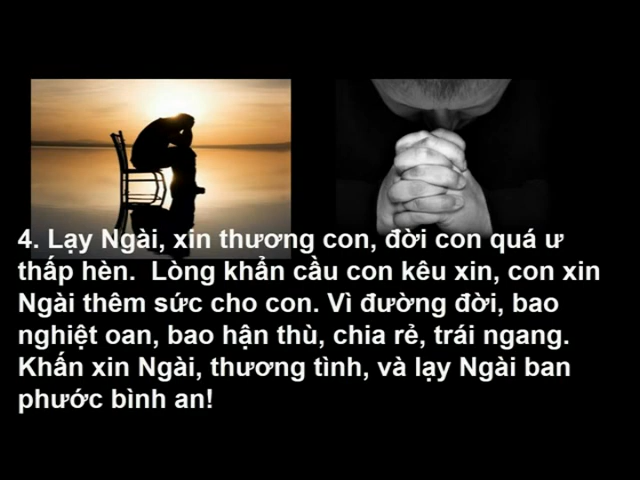 4. Lạy Ngài, xin thương con, đời con quá ư
thấp hèn.  Lòng khẩn cầu con kêu xin, con xin
Ngài thêm sức cho con. Vì đường đời, bao
nghiệt oan, bao hận thù, chia rẻ, trái ngang.
Khấn xin Ngài, thương tình, và lạy Ngài ban
phước bình an!